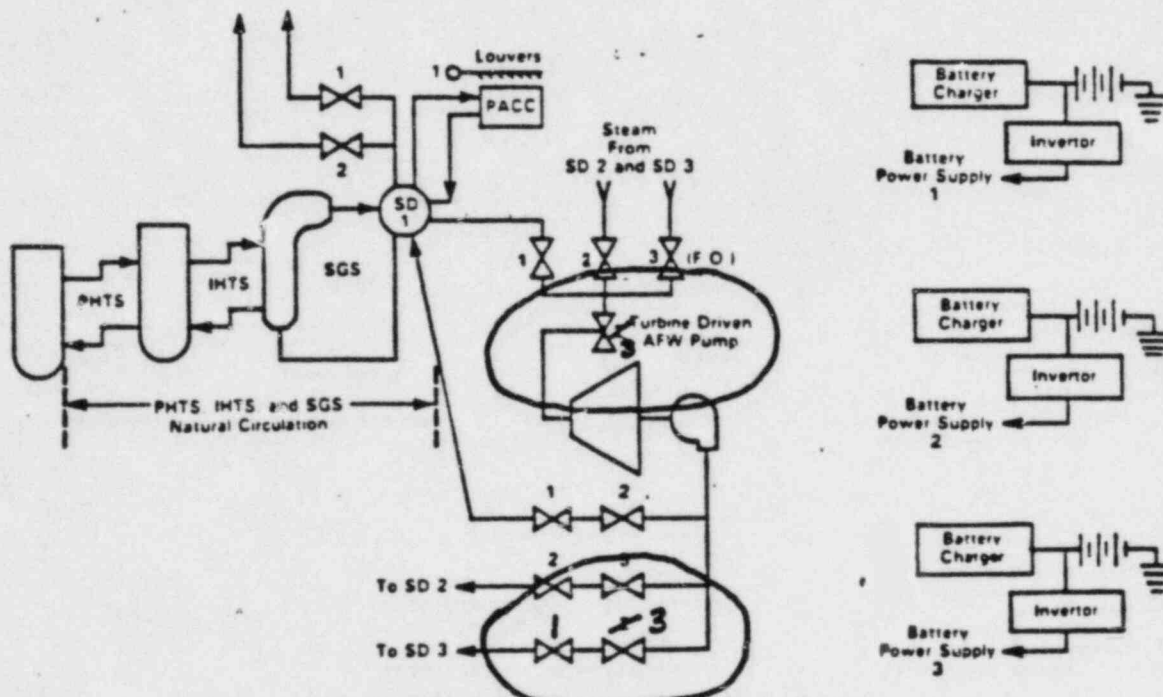 Louvers
1
PACC
1
2
Steam
From
SD 2 and SD 3
SD
1
1
2
3 (F O)
PHTS
IHTS
SGS
Turbine Driven
AFW Pump
3
PHTS, IHTS, and SGS
Natural Circulation
1
2
To SD 2
2
3
To SD 3
1
3
Battery
Charger
Invertor
Battery
Power Supply
1
Battery
Charger
Invertor
Battery
Power Supply
2
Battery
Charger
Invertor
Battery
Power Supply
3